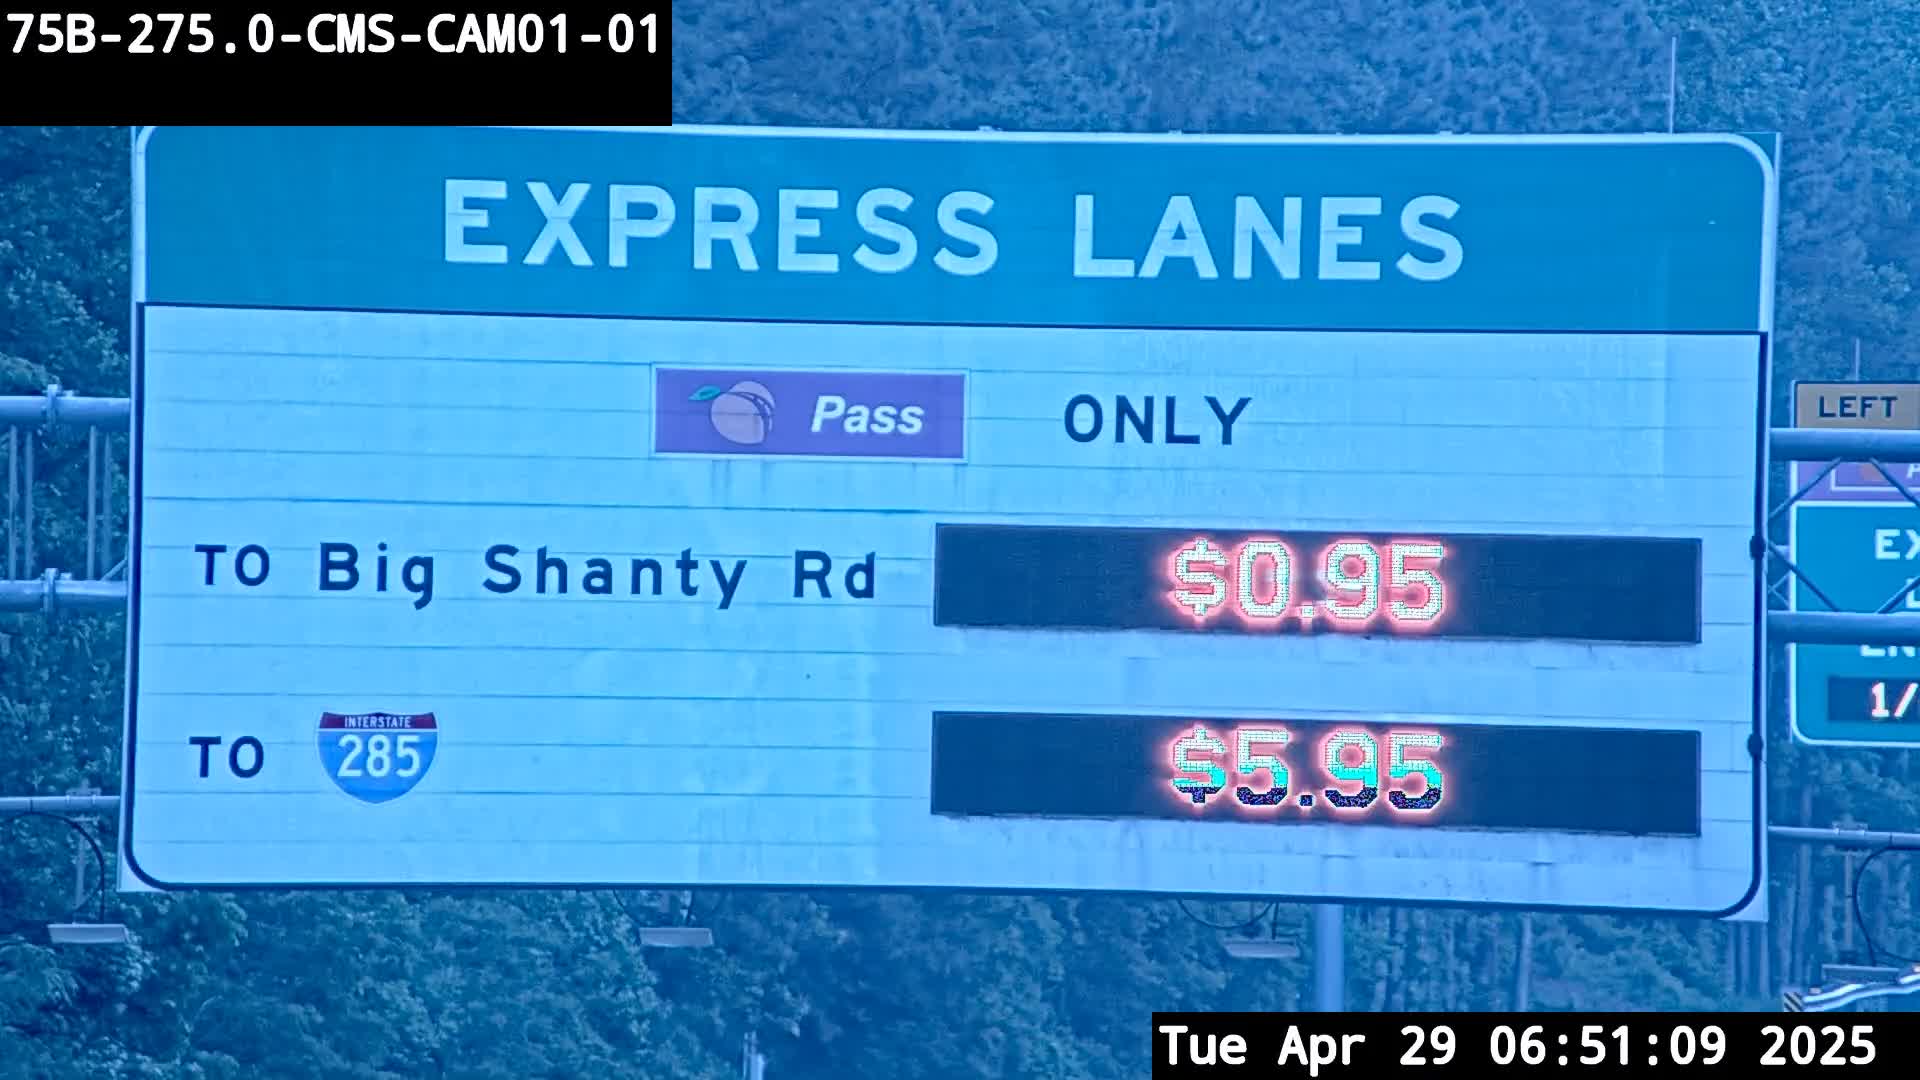 75B-275.0-CMS-CAM01-01
EXPRESS LANES
Pass ONLY
LEFT
TO Big Shanty Rd $0.95
TO INTERSTATE 285 $5.95
1/
Tue Apr 29 06:51:09 2025